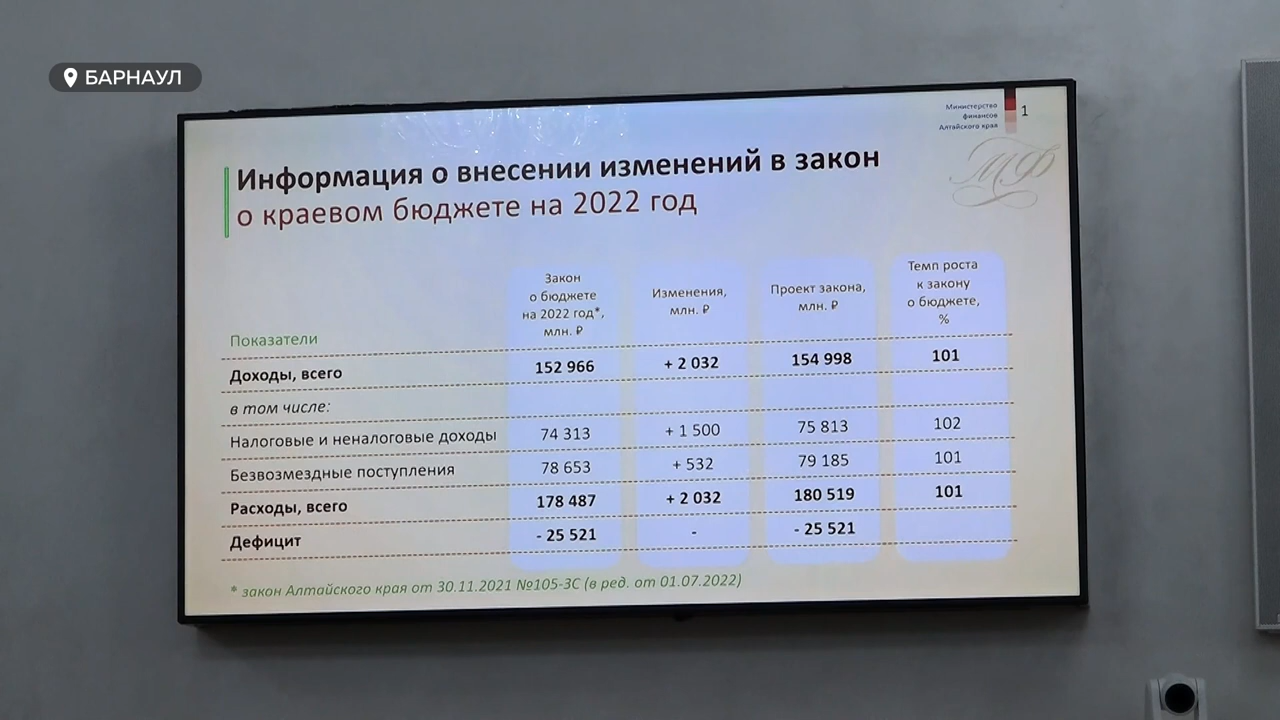 БАРНАУЛ
Министерство
финансов
Алтайского края
1
МФ
Информация о внесении изменений в закон
о краевом бюджете на 2022 год
Показатели
Закон
о бюджете
на 2022 год*,
млн. ₽
Изменения,
млн. ₽
Проект закона,
млн. ₽
Темп роста
к закону
о бюджете,
%
Доходы, всего 152 966 + 2 032 154 998 101
в том числе:
Налоговые и неналоговые доходы 74 313 + 1 500 75 813 102
Безвозмездные поступления 78 653 + 532 79 185 101
Расходы, всего 178 487 + 2 032 180 519 101
Дефицит - 25 521 - - 25 521
* закон Алтайского края от 30.11.2021 №105-ЗС (в ред. от 01.07.2022)